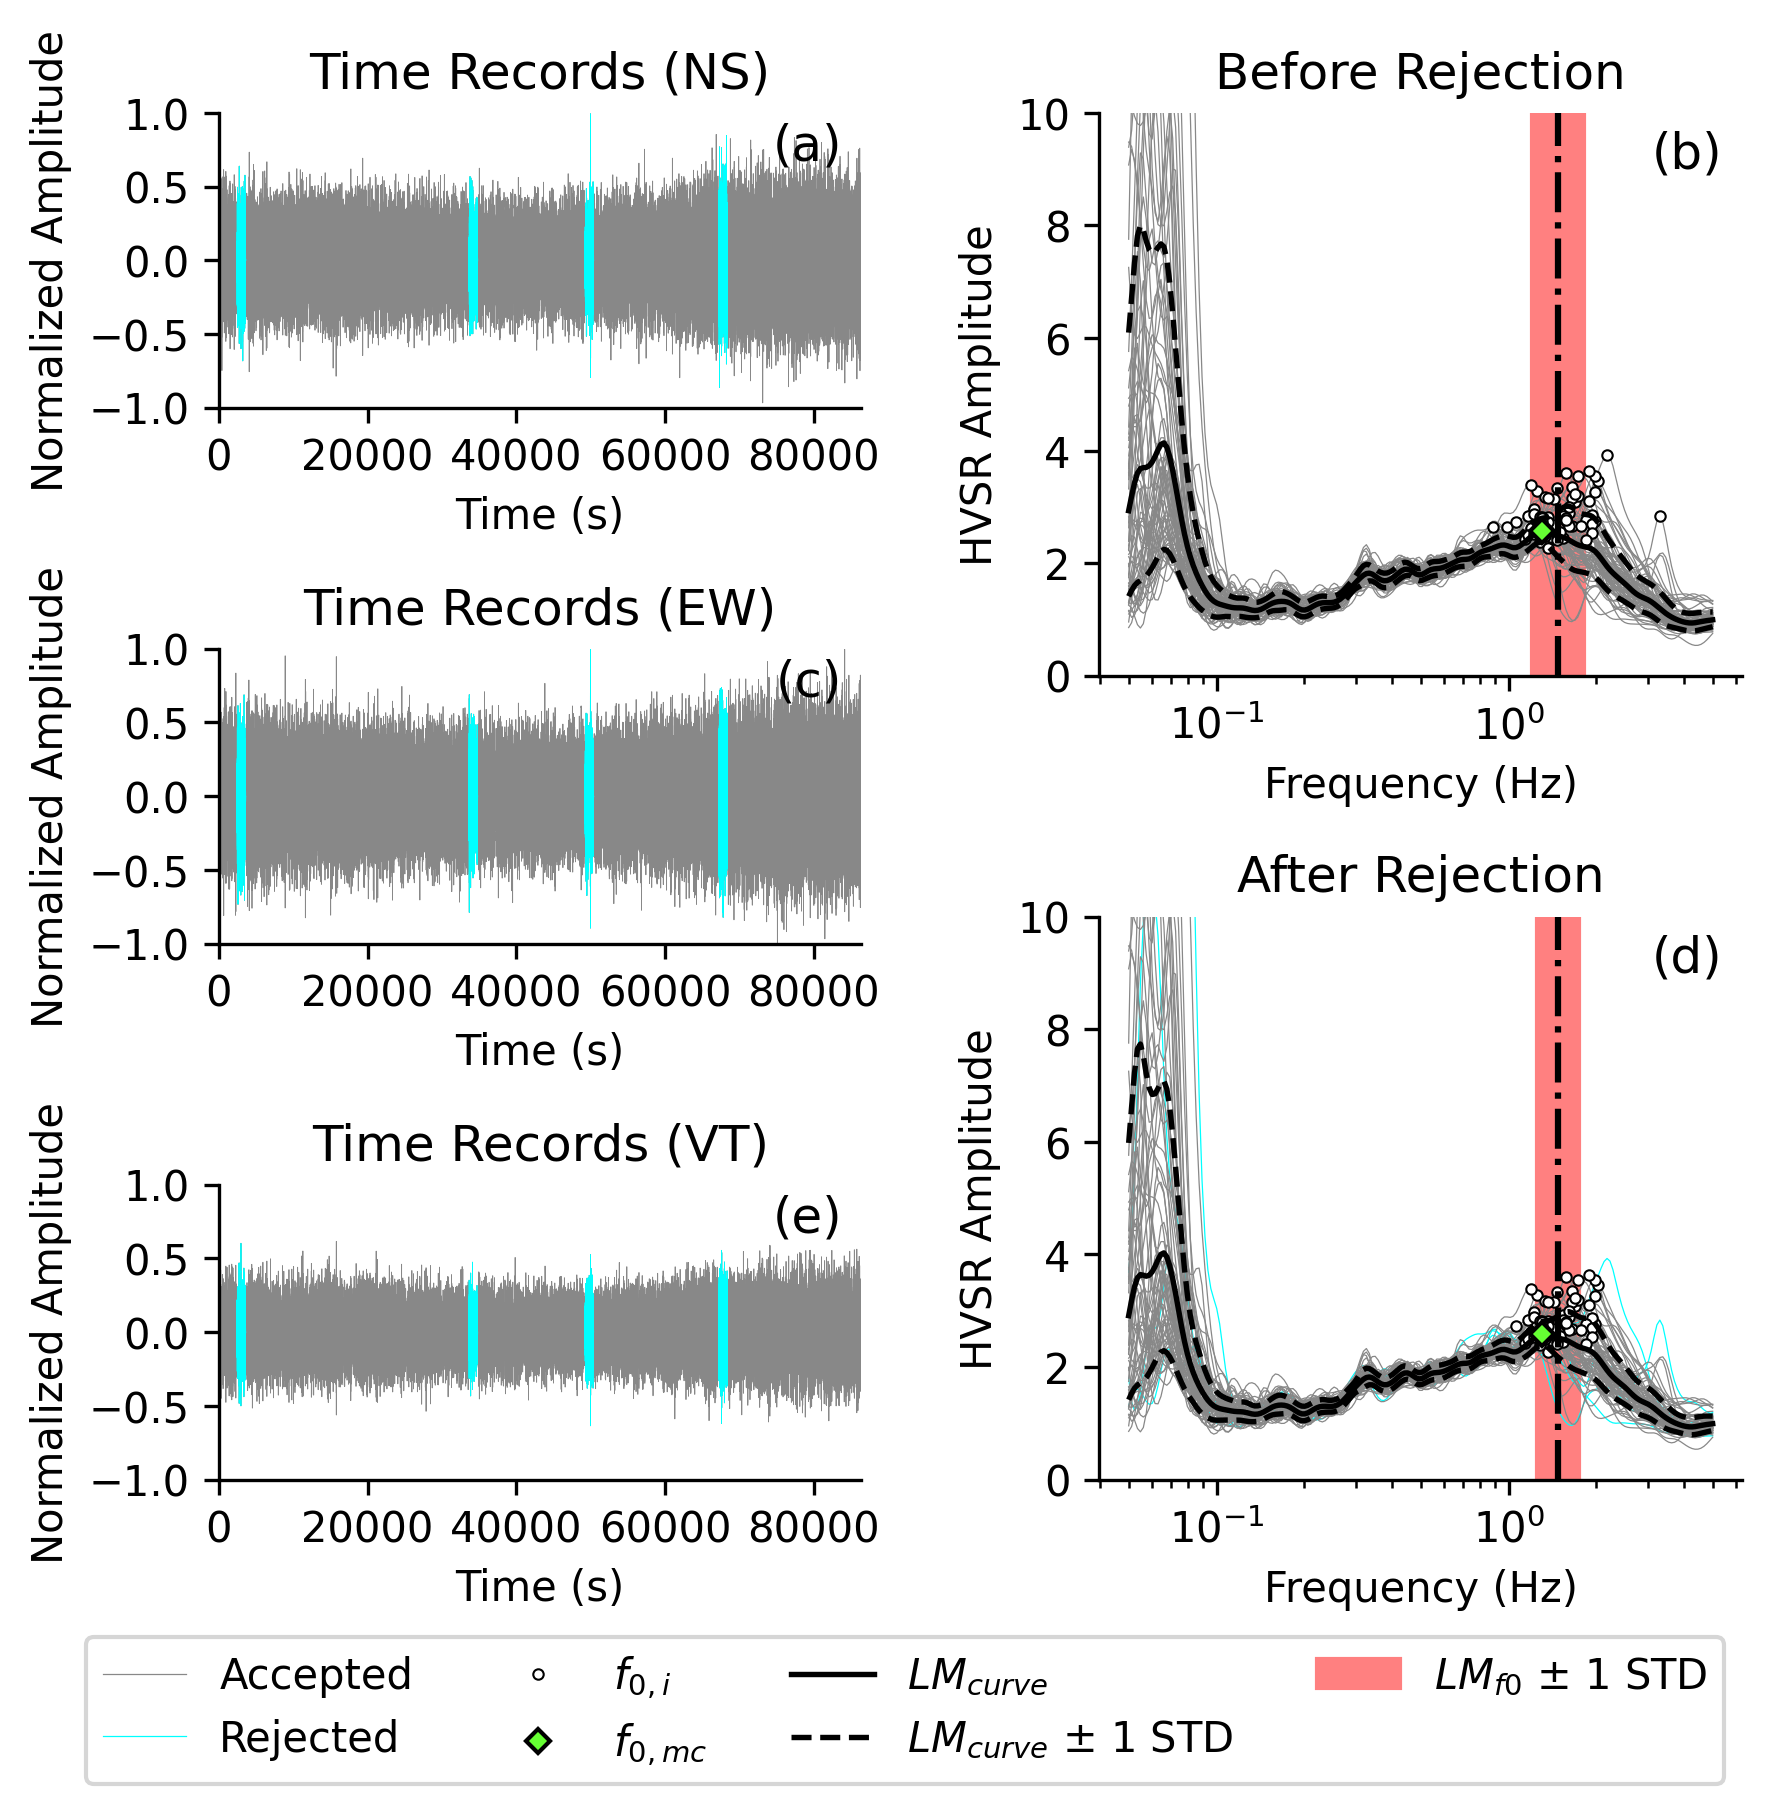 Time Records (NS)
(a)
Normalized Amplitude
1.0
0.5
0.0
−0.5
−1.0
0 20000 40000 60000 80000
Time (s)
Before Rejection
(b)
HVSR Amplitude
10
8
6
4
2
0
10⁻¹ 10⁰
Frequency (Hz)
Time Records (EW)
(c)
Normalized Amplitude
1.0
0.5
0.0
−0.5
−1.0
0 20000 40000 60000 80000
Time (s)
After Rejection
(d)
HVSR Amplitude
10
8
6
4
2
0
10⁻¹ 10⁰
Frequency (Hz)
Time Records (VT)
(e)
Normalized Amplitude
1.0
0.5
0.0
−0.5
−1.0
0 20000 40000 60000 80000
Time (s)
Accepted
Rejected
f0,i
f0,mc
LMcurve
LMcurve ± 1 STD
LMf0 ± 1 STD